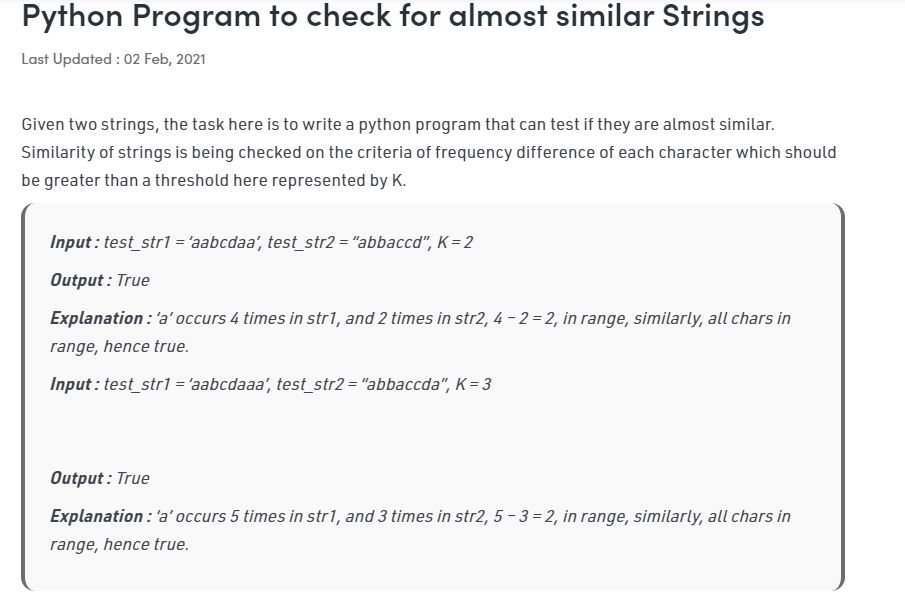 Python Program to check for almost similar Strings
Last Updated : 02 Feb, 2021
Given two strings, the task here is to write a python program that can test if they are almost similar.
Similarity of strings is being checked on the criteria of frequency difference of each character which should
be greater than a threshold here represented by K.
Input : test_str1 = ‘aabcdaa’, test_str2 = “abbaccd”, K = 2
Output : True
Explanation : ‘a’ occurs 4 times in str1, and 2 times in str2, 4 – 2 = 2, in range, similarly, all chars in
range, hence true.
Input : test_str1 = ‘aabcdaaa’, test_str2 = “abbaccda”, K = 3
Output : True
Explanation : ‘a’ occurs 5 times in str1, and 3 times in str2, 5 – 3 = 2, in range, similarly, all chars in
range, hence true.